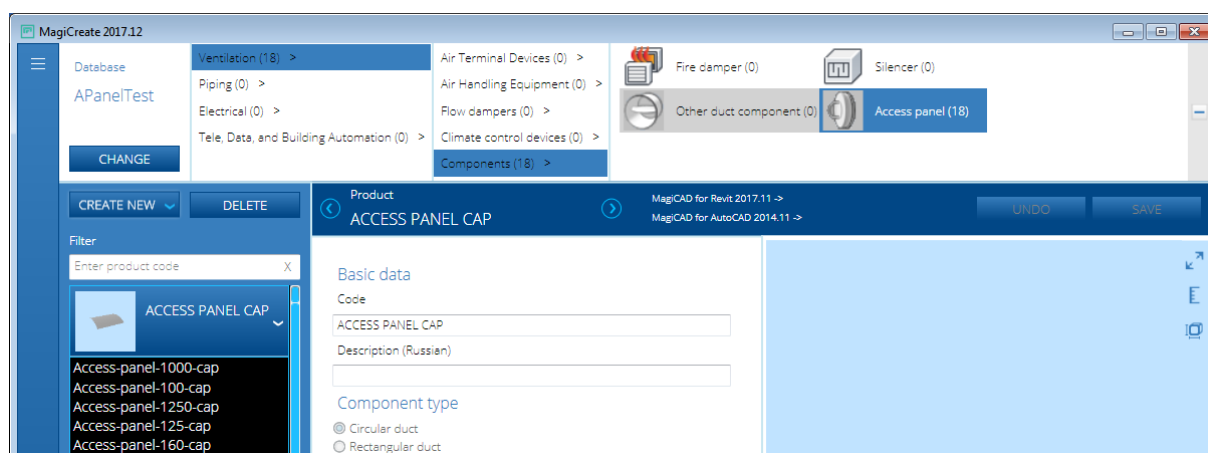 MagiCreate 2017.12
Database
APanelTest
CHANGE
Ventilation (18) >
Piping (0) >
Electrical (0) >
Tele, Data, and Building Automation (0) >
Air Terminal Devices (0) >
Air Handling Equipment (0) >
Flow dampers (0) >
Climate control devices (0) >
Components (18) >
Fire damper (0)
Silencer (0)
Other duct component (0)
Access panel (18)
CREATE NEW
DELETE
Filter
Enter product code X
ACCESS PANEL CAP
Access-panel-1000-cap
Access-panel-100-cap
Access-panel-1250-cap
Access-panel-125-cap
Access-panel-160-cap
Product
ACCESS PANEL CAP
MagiCAD for Revit 2017.11 ->
MagiCAD for AutoCAD 2014.11 ->
UNDO
SAVE
Basic data
Code
ACCESS PANEL CAP
Description (Russian)
Component type
Circular duct
Rectangular duct